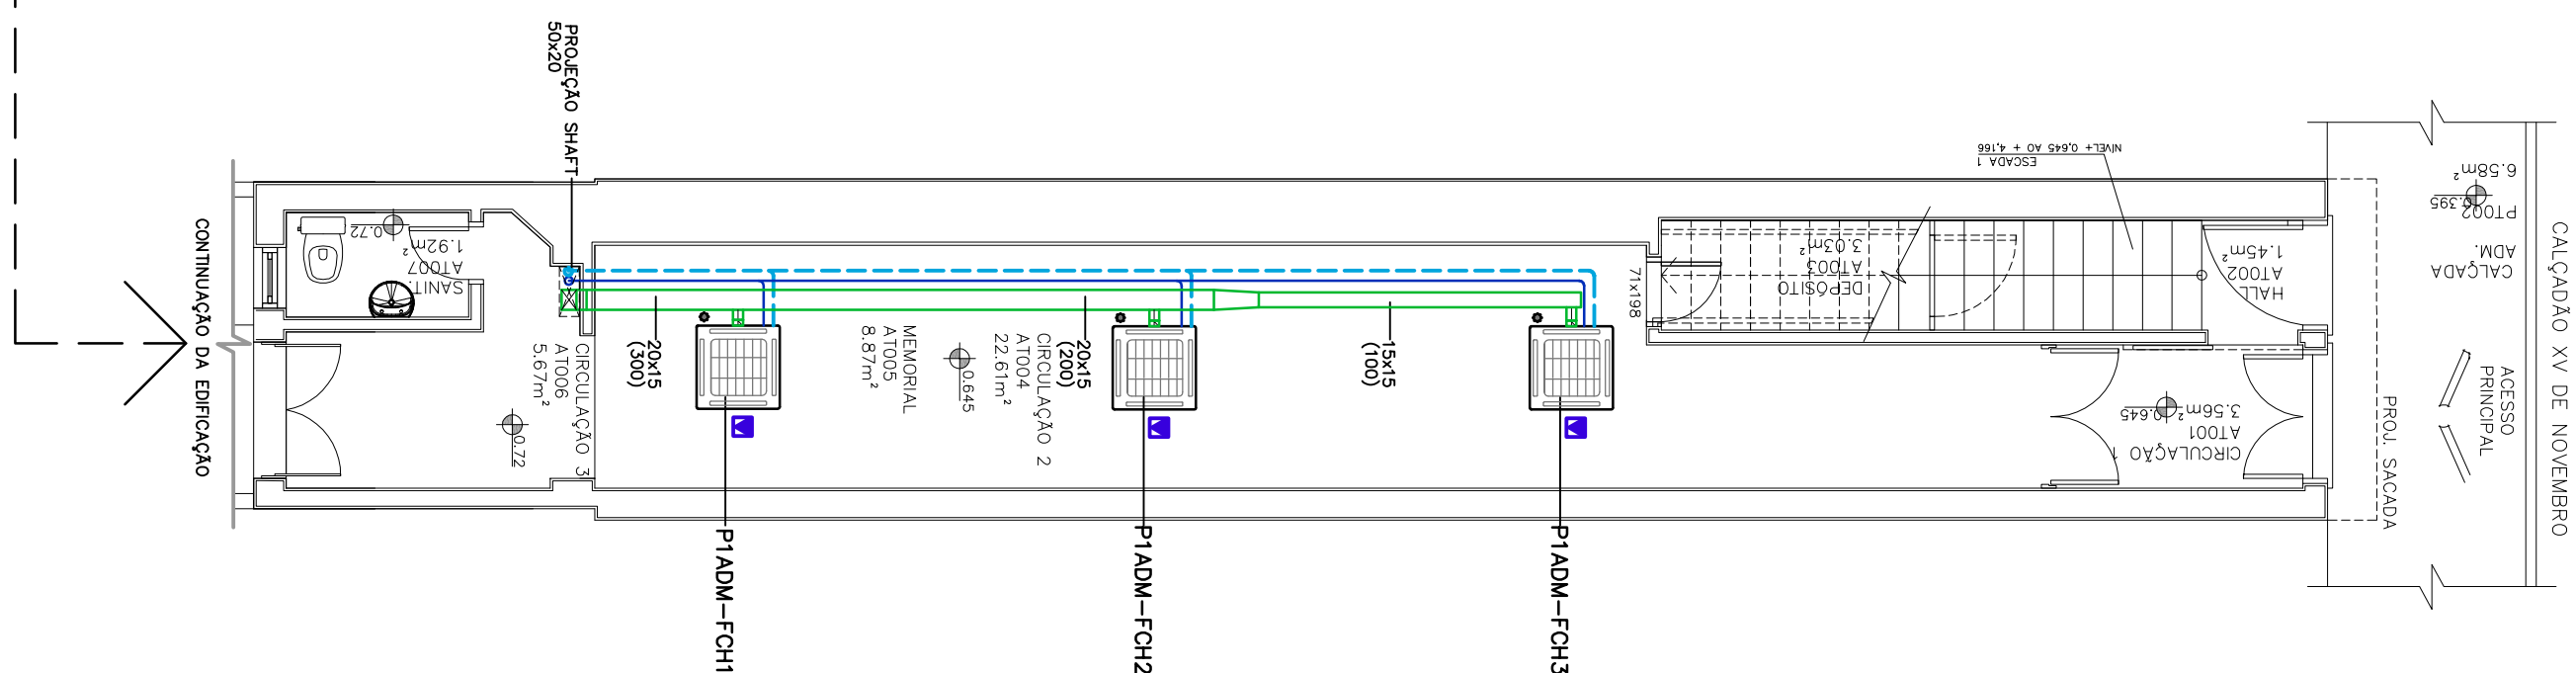 PROJEÇÃO SHAFT
50x20
CONTINUAÇÃO DA EDIFICAÇÃO
0.72
SANIT.
AT007
1.92m²
CIRCULAÇÃO 3
AT006
5.67m²
0.72
20x15
(300)
P1ADM-FCH1
MEMORIAL
AT005
8.87m²
0.645
CIRCULAÇÃO 2
AT004
22.61m²
20x15
(200)
P1ADM-FCH2
15x15
(100)
P1ADM-FCH3
71x198
DEPÓSITO
AT003
3.03m²
ESCADA 1
NÍVEL+ 0,645 AO + 4,166
HALL
AT002
1.45m²
CIRCULAÇÃO 1
AT001
3.56m²
0.645
PROJ. SACADA
ACESSO
PRINCIPAL
CALÇADA
ADM.
PT002
0.395
6.58m²
CALÇADÃO XV DE NOVEMBRO